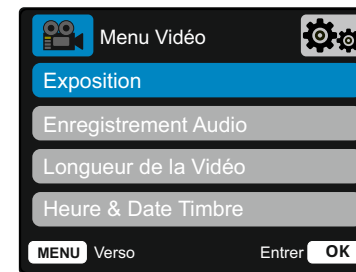 Menu Vidéo
Exposition
Enregistrement Audio
Longueur de la Vidéo
Heure & Date Timbre
MENU Verso Entrer OK